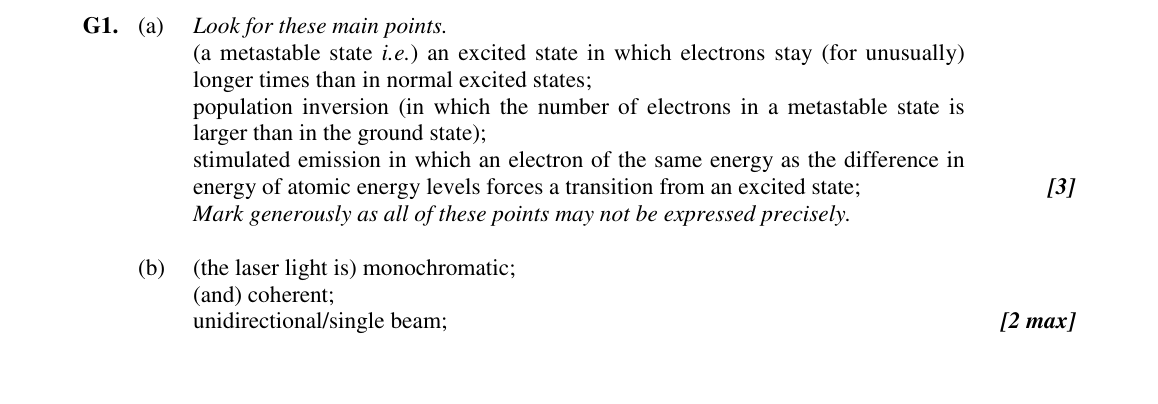 G1. (a) Look for these main points.
(a metastable state i.e.) an excited state in which electrons stay (for unusually)
longer times than in normal excited states;
population inversion (in which the number of electrons in a metastable state is
larger than in the ground state);
stimulated emission in which an electron of the same energy as the difference in
energy of atomic energy levels forces a transition from an excited state; [3]
Mark generously as all of these points may not be expressed precisely.
(b) (the laser light is) monochromatic;
(and) coherent;
unidirectional/single beam; [2 max]